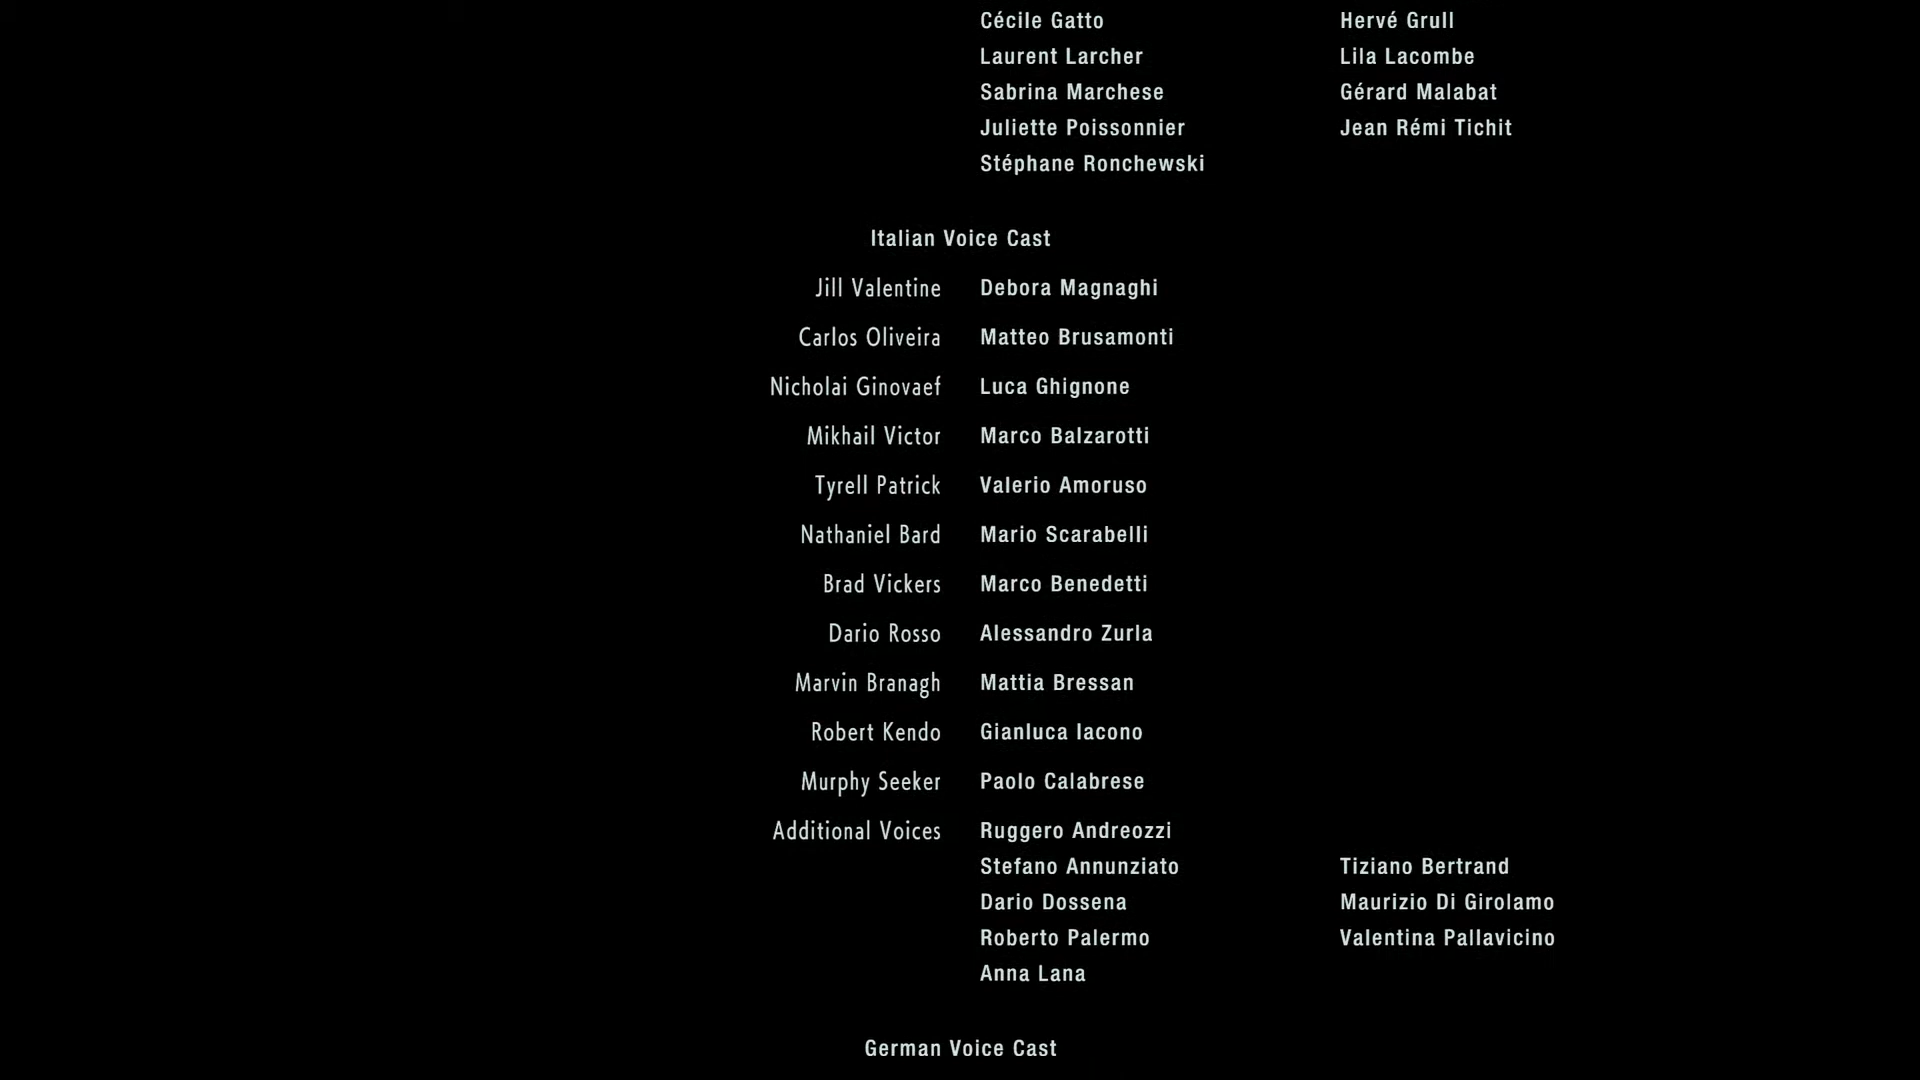 Cécile Gatto Hervé Grull
Laurent Larcher Lila Lacombe
Sabrina Marchese Gérard Malabat
Juliette Poissonnier Jean Rémi Tichit
Stéphane Ronchewski
Italian Voice Cast
Jill Valentine Debora Magnaghi
Carlos Oliveira Matteo Brusamonti
Nicholai Ginovaef Luca Ghignone
Mikhail Victor Marco Balzarotti
Tyrell Patrick Valerio Amoruso
Nathaniel Bard Mario Scarabelli
Brad Vickers Marco Benedetti
Dario Rosso Alessandro Zurla
Marvin Branagh Mattia Bressan
Robert Kendo Gianluca Iacono
Murphy Seeker Paolo Calabrese
Additional Voices Ruggero Andreozzi
Stefano Annunziato Tiziano Bertrand
Dario Dossena Maurizio Di Girolamo
Roberto Palermo Valentina Pallavicino
Anna Lana
German Voice Cast